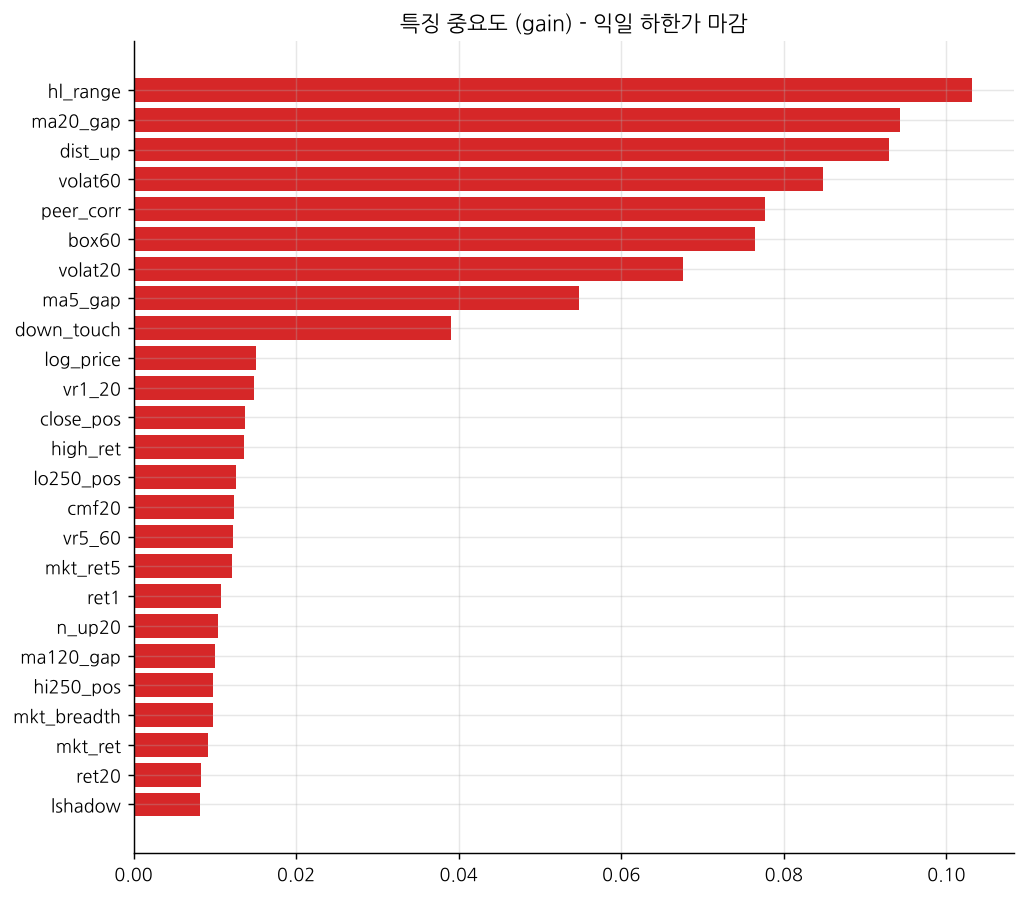 특징 중요도 (gain) - 익일 하한가 마감
hl_range
ma20_gap
dist_up
volat60
peer_corr
box60
volat20
ma5_gap
down_touch
log_price
vr1_20
close_pos
high_ret
lo250_pos
cmf20
vr5_60
mkt_ret5
ret1
n_up20
ma120_gap
hi250_pos
mkt_breadth
mkt_ret
ret20
lshadow
0.00 0.02 0.04 0.06 0.08 0.10